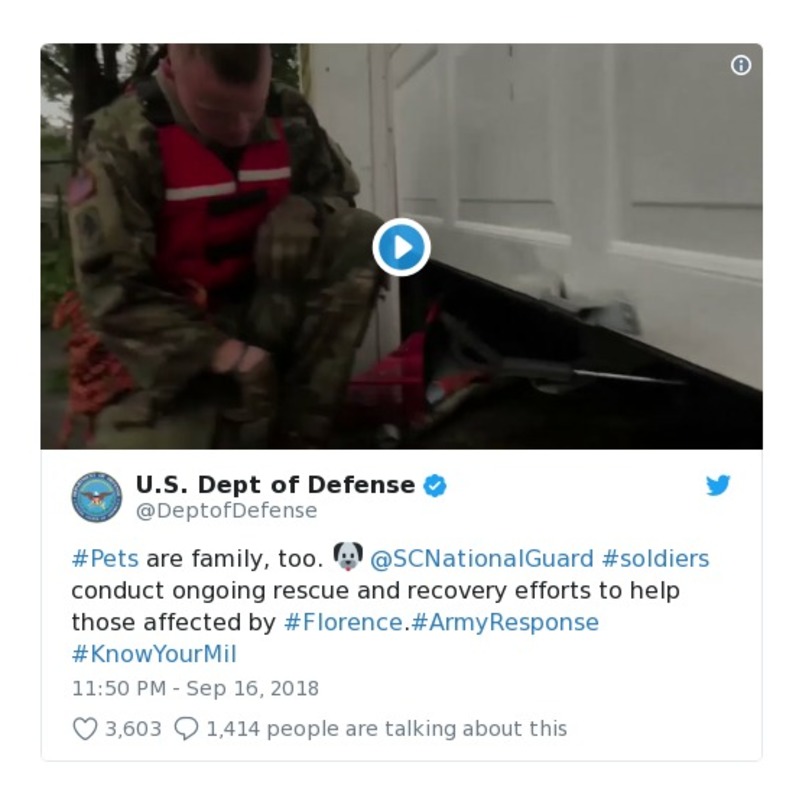 U.S. Dept of Defense
@DeptofDefense
#Pets are family, too. 🐶 @SCNationalGuard #soldiers
conduct ongoing rescue and recovery efforts to help
those affected by #Florence.#ArmyResponse
#KnowYourMil
11:50 PM - Sep 16, 2018
3,603 1,414 people are talking about this